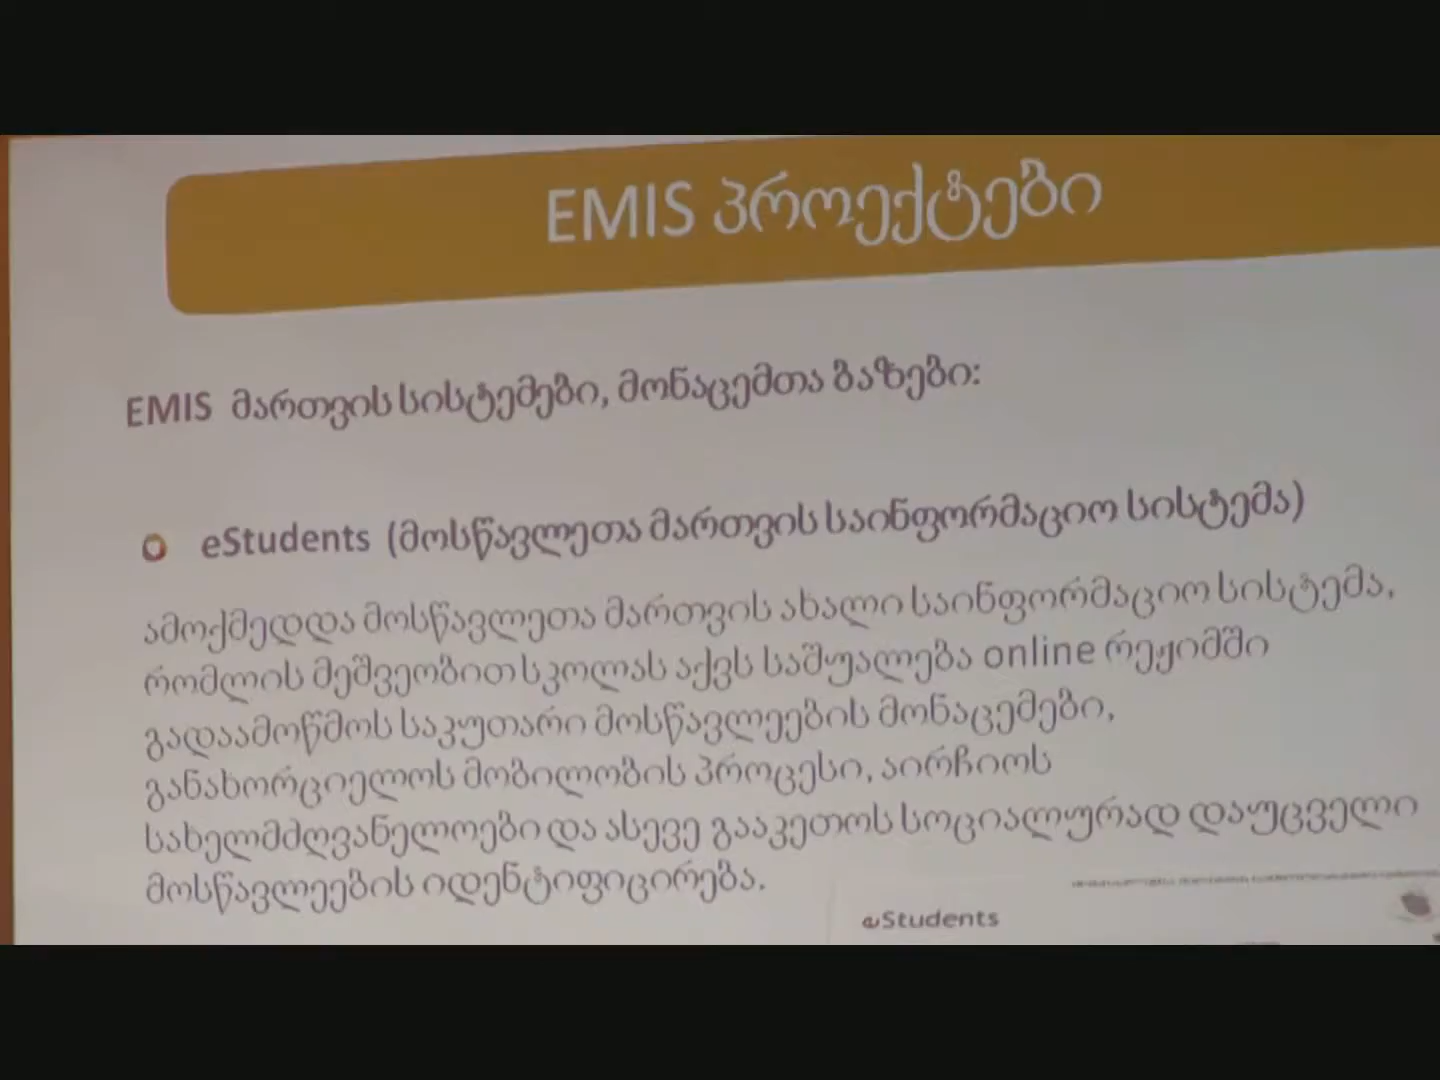 EMIS პროექტები
EMIS მართვის სისტემები, მონაცემთა ბაზები:
eStudents (მოსწავლეთა მართვის საინფორმაციო სისტემა)
ამოქმედდა მოსწავლეთა მართვის ახალი საინფორმაციო სისტემა,
რომლის მეშვეობით სკოლას აქვს საშუალება online რეჟიმში
გადაამოწმოს საკუთარი მოსწავლეების მონაცემები,
განახორციელოს მობილობის პროცესი, აირჩიოს
სახელმძღვანელოები და ასევე გააკეთოს სოციალურად დაუცველი
მოსწავლეების იდენტიფიცირება.
eStudents